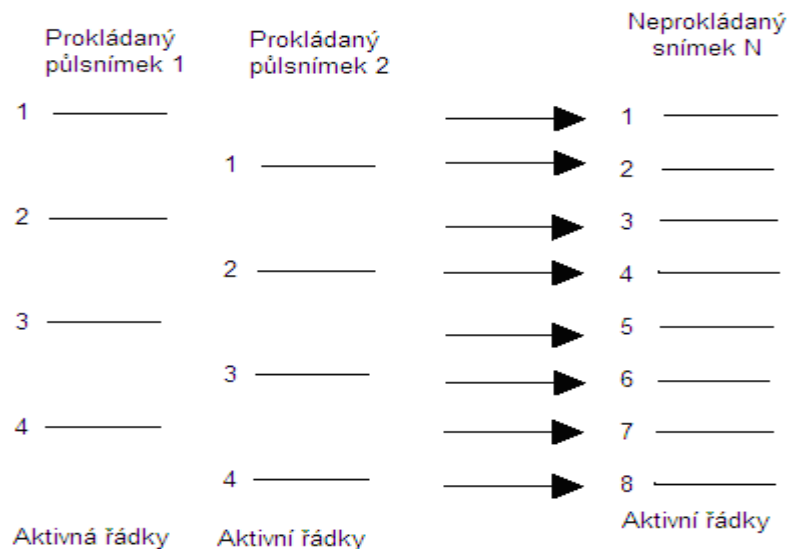 Prokládaný
půlsnímek 1
1
2
3
4
Aktivná řádky
Prokládaný
půlsnímek 2
1
2
3
4
Aktivní řádky
Neprokládaný
snímek N
1
2
3
4
5
6
7
8
Aktivní řádky